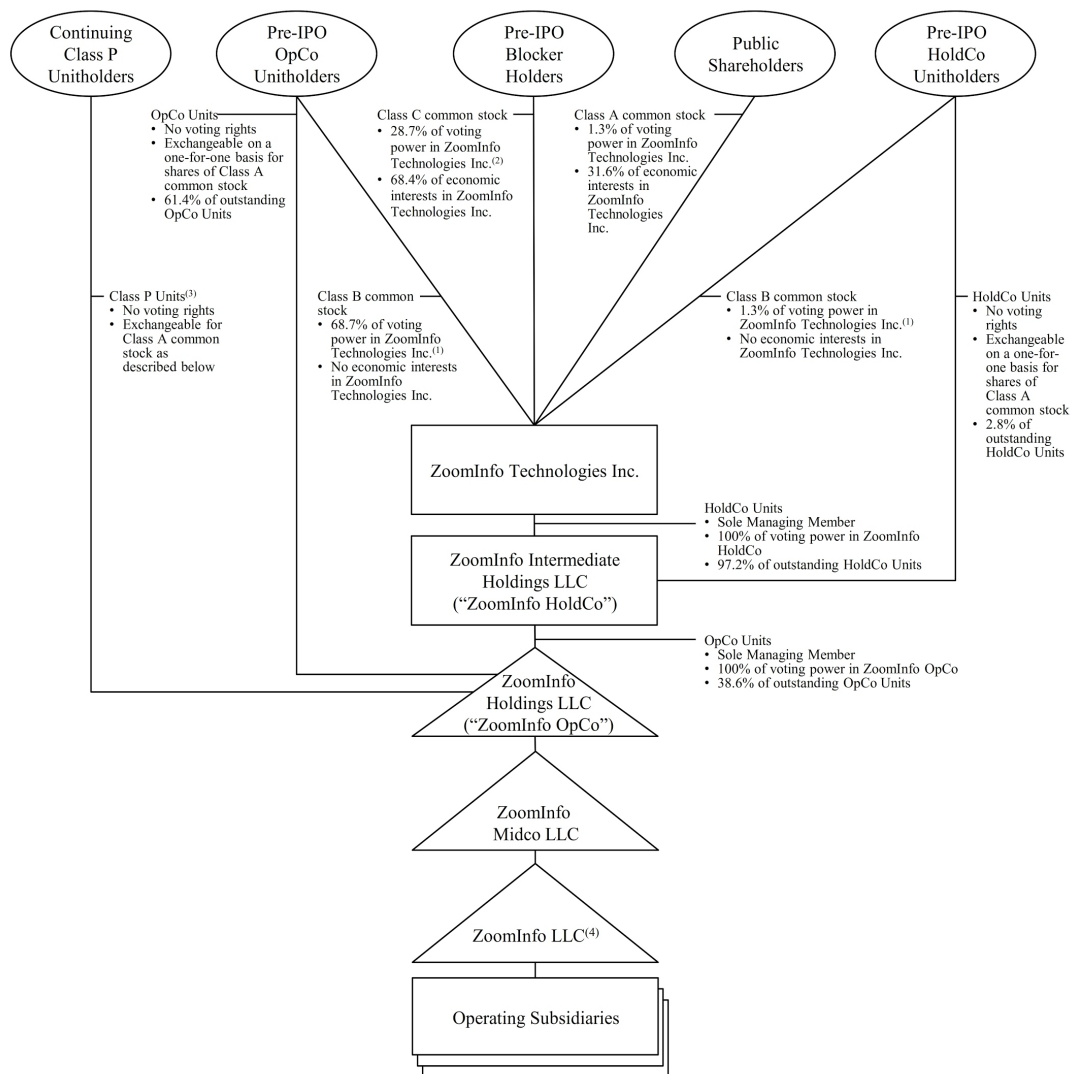 Continuing
Class P
Unitholders
Pre-IPO
OpCo
Unitholders
Pre-IPO
Blocker
Holders
Public
Shareholders
Pre-IPO
HoldCo
Unitholders
OpCo Units
• No voting rights
• Exchangeable on a
one-for-one basis for
shares of Class A
common stock
• 61.4% of outstanding
OpCo Units
Class C common stock
• 28.7% of voting
power in ZoomInfo
Technologies Inc.(2)
• 68.4% of economic
interests in ZoomInfo
Technologies Inc.
Class A common stock
• 1.3% of voting
power in ZoomInfo
Technologies Inc.
• 31.6% of economic
interests in
ZoomInfo
Technologies
Inc.
Class P Units(3)
• No voting rights
• Exchangeable for
Class A common
stock as
described below
Class B common
stock
• 68.7% of voting
power in ZoomInfo
Technologies Inc.(1)
• No economic interests
in ZoomInfo
Technologies Inc.
Class B common stock
• 1.3% of voting power in
ZoomInfo Technologies Inc.(1)
• No economic interests in
ZoomInfo Technologies Inc.
HoldCo Units
• No voting
rights
• Exchangeable
on a one-for-
one basis for
shares of
Class A
common stock
• 2.8% of
outstanding
HoldCo Units
ZoomInfo Technologies Inc.
HoldCo Units
• Sole Managing Member
• 100% of voting power in ZoomInfo
HoldCo
• 97.2% of outstanding HoldCo Units
ZoomInfo Intermediate
Holdings LLC
(“ZoomInfo HoldCo”)
OpCo Units
• Sole Managing Member
• 100% of voting power in ZoomInfo OpCo
• 38.6% of outstanding OpCo Units
ZoomInfo
Holdings LLC
(“ZoomInfo OpCo”)
ZoomInfo
Midco LLC
ZoomInfo LLC(4)
Operating Subsidiaries